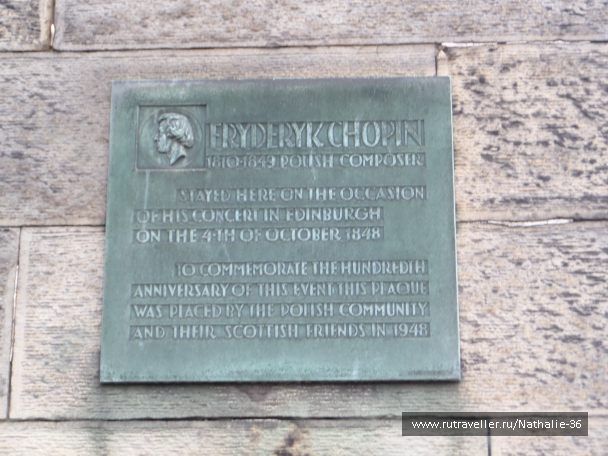 FRYDERYK CHOPIN
1810-1849 POLISH COMPOSER
STAYED HERE ON THE OCCASION
OF HIS CONCERT IN EDINBURGH
ON THE 4·TH OF OCTOBER 1848
TO COMMEMORATE THE HUNDREDTH
ANNIVERSARY OF THIS EVENT THIS PLAQUE
WAS PLACED BY THE POLISH COMMUNITY
AND THEIR SCOTTISH FRIENDS IN 1948
www.rutraveller.ru/Nathalie-36